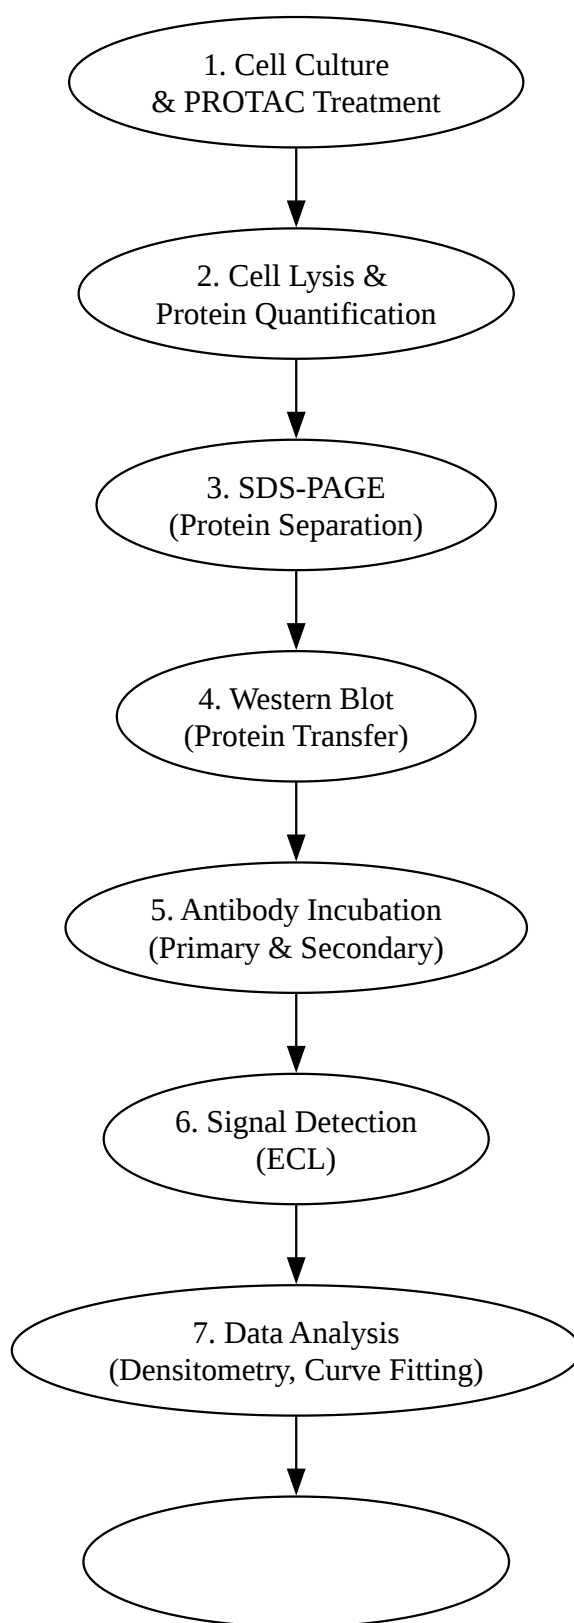 1. Cell Culture
& PROTAC Treatment
2. Cell Lysis &
Protein Quantification
3. SDS-PAGE
(Protein Separation)
4. Western Blot
(Protein Transfer)
5. Antibody Incubation
(Primary & Secondary)
6. Signal Detection
(ECL)
7. Data Analysis
(Densitometry, Curve Fitting)